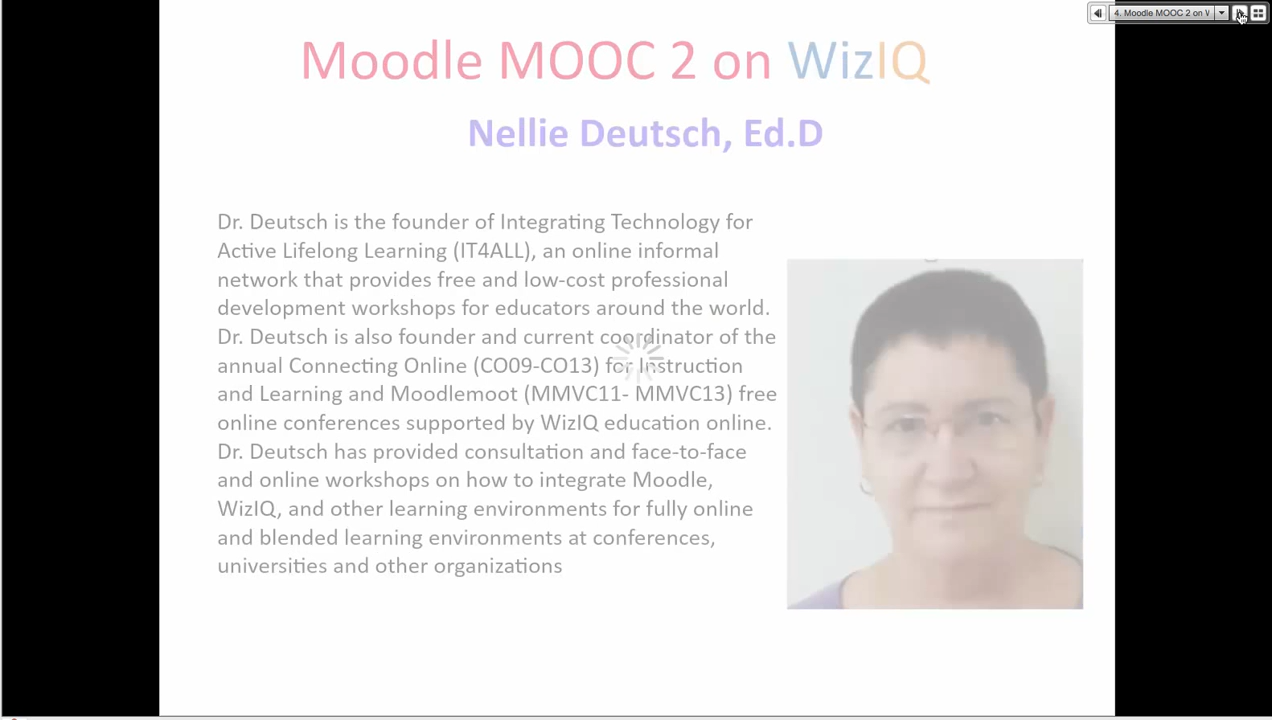 4. Moodle MOOC 2 on
Moodle MOOC 2 on WizIQ
Nellie Deutsch, Ed.D
Dr. Deutsch is the founder of Integrating Technology for
Active Lifelong Learning (IT4ALL), an online informal
network that provides free and low-cost professional
development workshops for educators around the world.
Dr. Deutsch is also founder and current coordinator of the
annual Connecting Online (CO09-CO13) for Instruction
and Learning and Moodlemoot (MMVC11- MMVC13) free
online conferences supported by WizIQ education online.
Dr. Deutsch has provided consultation and face-to-face
and online workshops on how to integrate Moodle,
WizIQ, and other learning environments for fully online
and blended learning environments at conferences,
universities and other organizations